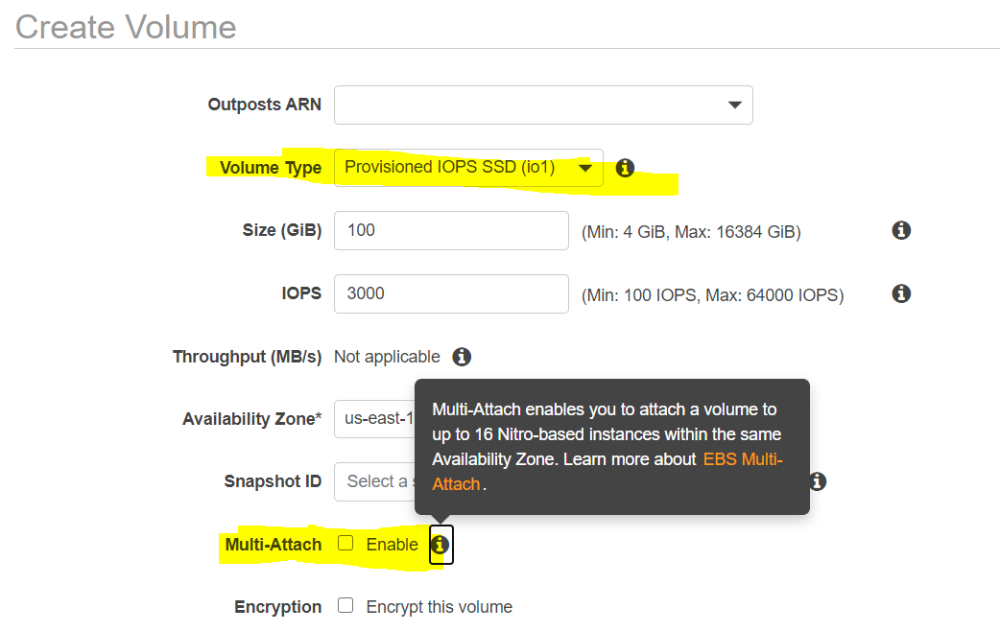 Create Volume
Outposts ARN
Volume Type Provisioned IOPS SSD (io1)
Size (GiB) 100 (Min: 4 GiB, Max: 16384 GiB)
IOPS 3000 (Min: 100 IOPS, Max: 64000 IOPS)
Throughput (MB/s) Not applicable
Availability Zone* us-east-1
Snapshot ID Select a s
Multi-Attach enables you to attach a volume to
up to 16 Nitro-based instances within the same
Availability Zone. Learn more about EBS Multi-
Attach.
Multi-Attach Enable
Encryption Encrypt this volume